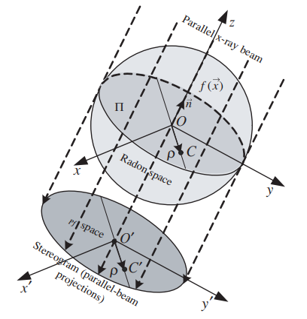 z
Parallel x-ray beam
f(x⃗)
n⃗
Π
O
ρ C
x
Radon space
y
space
O'
ρ C'
Stereogram (parallel-beam
projections)
x'
y'